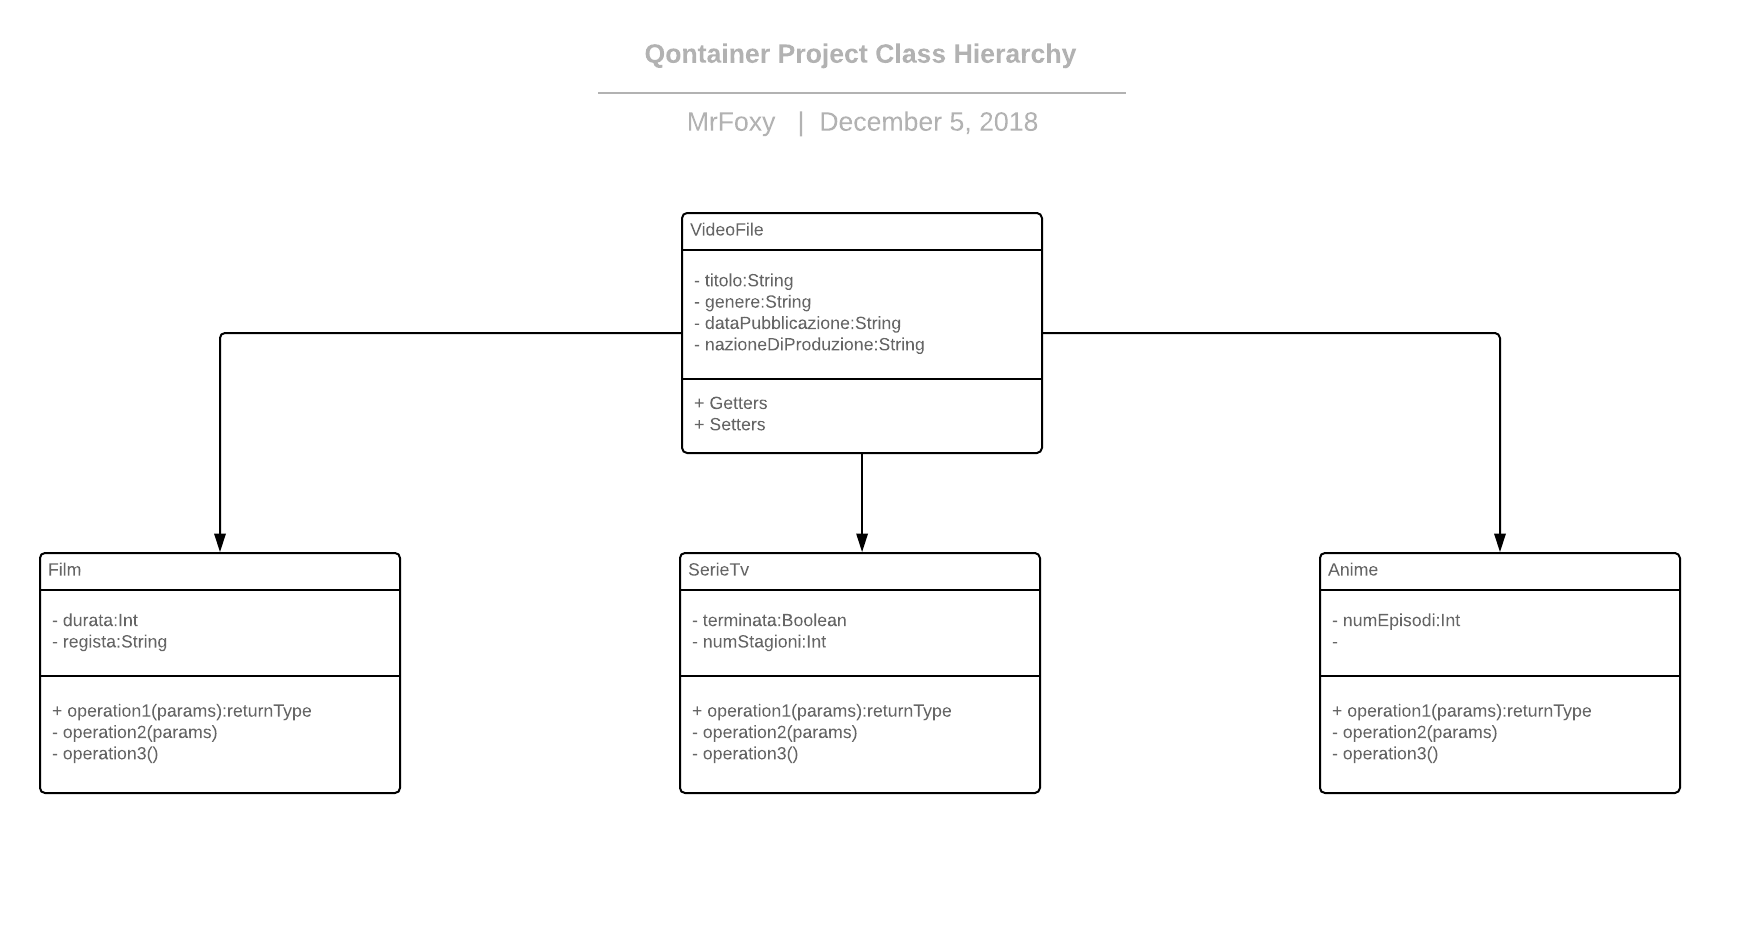 Qontainer Project Class Hierarchy
MrFoxy | December 5, 2018
VideoFile
- titolo:String
- genere:String
- dataPubblicazione:String
- nazioneDiProduzione:String
+ Getters
+ Setters
Film
- durata:Int
- regista:String
+ operation1(params):returnType
- operation2(params)
- operation3()
SerieTv
- terminata:Boolean
- numStagioni:Int
+ operation1(params):returnType
- operation2(params)
- operation3()
Anime
- numEpisodi:Int
-
+ operation1(params):returnType
- operation2(params)
- operation3()